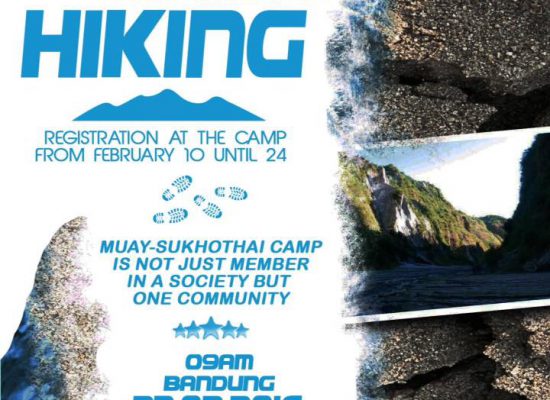 HIKING
REGISTRATION AT THE CAMP
FROM FEBRUARY 10 UNTIL 24
MUAY-SUKHOTHAI CAMP
IS NOT JUST MEMBER
IN A SOCIETY BUT
ONE COMMUNITY
09AM
BANDUNG